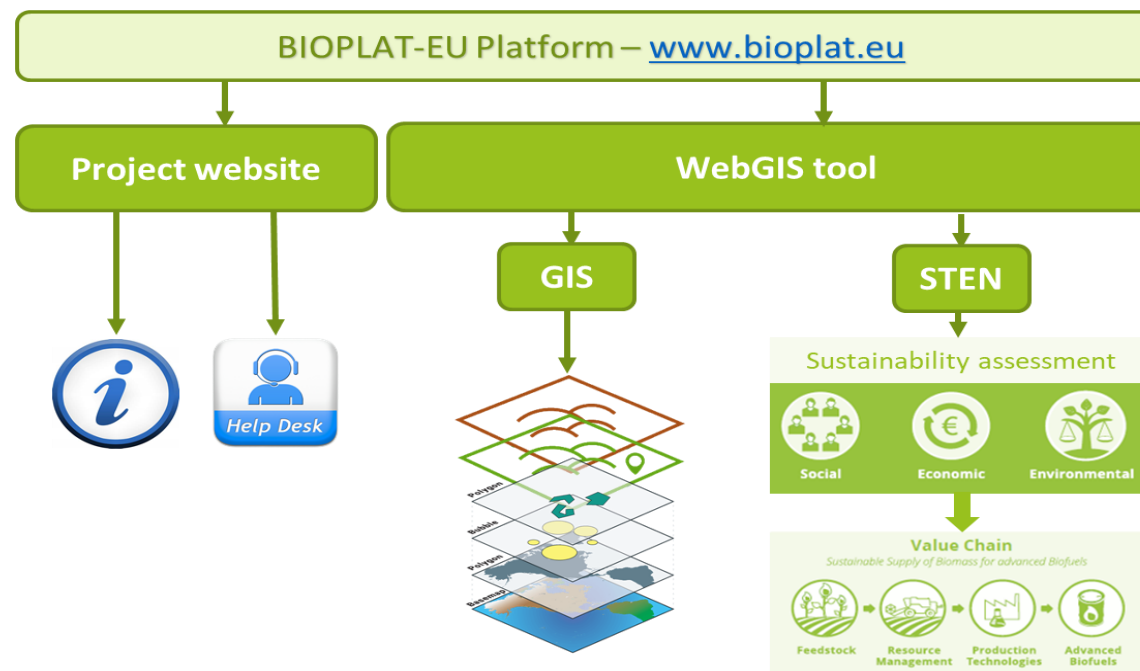 BIOPLAT-EU Platform – www.bioplat.eu
Project website
WebGIS tool
GIS
STEN
i
Help Desk
Polygon
Bubble
Polygon
Basemap
Sustainability assessment
€
Social
Economic
Environmental
Value Chain
Sustainable Supply of Biomass for advanced Biofuels
Feedstock
Resource
Management
Production
Technologies
Advanced
Biofuels